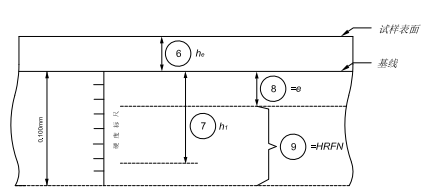 试样表面
⑥ hₑ
基线
⑧ =e
0.100mm
硬度标尺
⑦ h₁
⑨ =HRFN